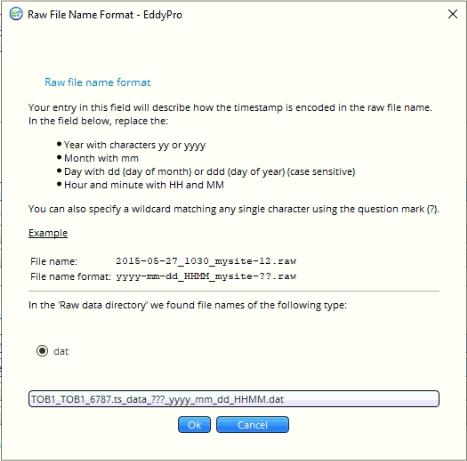 Raw File Name Format - EddyPro
Raw file name format
Your entry in this field will describe how the timestamp is encoded in the raw file name.
In the field below, replace the:
• Year with characters yy or yyyy
• Month with mm
• Day with dd (day of month) or ddd (day of year) (case sensitive)
• Hour and minute with HH and MM
You can also specify a wildcard matching any single character using the question mark (?).
Example
File name: 2015-05-27_1030_mysite-12.raw
File name format: yyyy-mm-dd_HHMM_mysite-??.raw
In the 'Raw data directory' we found file names of the following type:
dat
TOB1_TOB1_6787.ts_data_???_yyyy_mm_dd_HHMM.dat
Ok Cancel